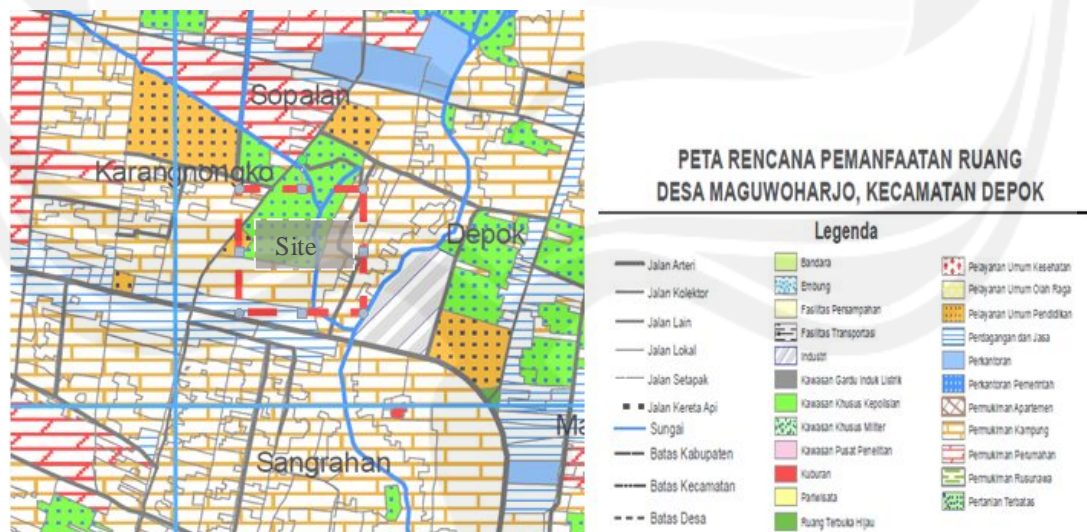 Sopalan
Karangnongko
Site
Depok
Ma
Sangrahan
PETA RENCANA PEMANFAATAN RUANG
DESA MAGUWOHARJO, KECAMATAN DEPOK
Legenda
Jalan Arteri
Jalan Kolektor
Jalan Lain
Jalan Lokal
Jalan Setapak
Jalan Kereta Api
Sungai
Batas Kabupaten
Batas Kecamatan
Batas Desa
Bandara
Embung
Fasilitas Persampahan
Fasilitas Transportasi
Industri
Kawasan Gardu Induk Listrik
Kawasan Khusus Kepolisian
Kawasan Khusus Militer
Kawasan Pusat Penelitian
Kuburan
Pariwisata
Ruang Terbuka Hijau
Pelayanan Umum Kesehatan
Pelayanan Umum Olah Raga
Pelayanan Umum Pendidikan
Perdagangan dan Jasa
Perkantoran
Perkantoran Pemerintah
Permukiman Apartemen
Permukiman Kampung
Permukiman Perumahan
Permukiman Rusunawa
Pertanian Terbatas